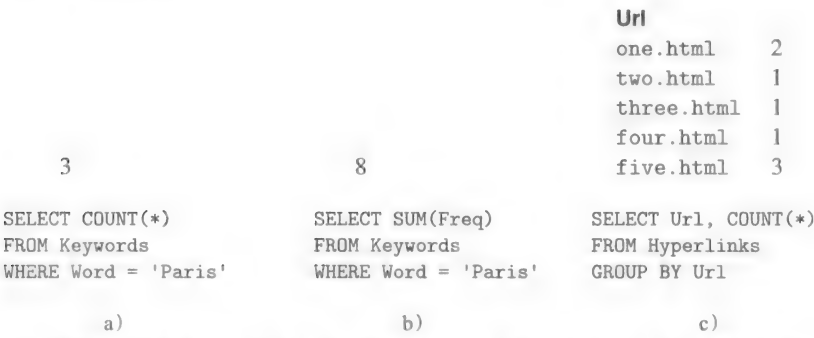 Url
one.html 2
two.html 1
three.html 1
four.html 1
five.html 3
3
8
SELECT COUNT(*)
FROM Keywords
WHERE Word = 'Paris'
a)
SELECT SUM(Freq)
FROM Keywords
WHERE Word = 'Paris'
b)
SELECT Url, COUNT(*)
FROM Hyperlinks
GROUP BY Url
c)